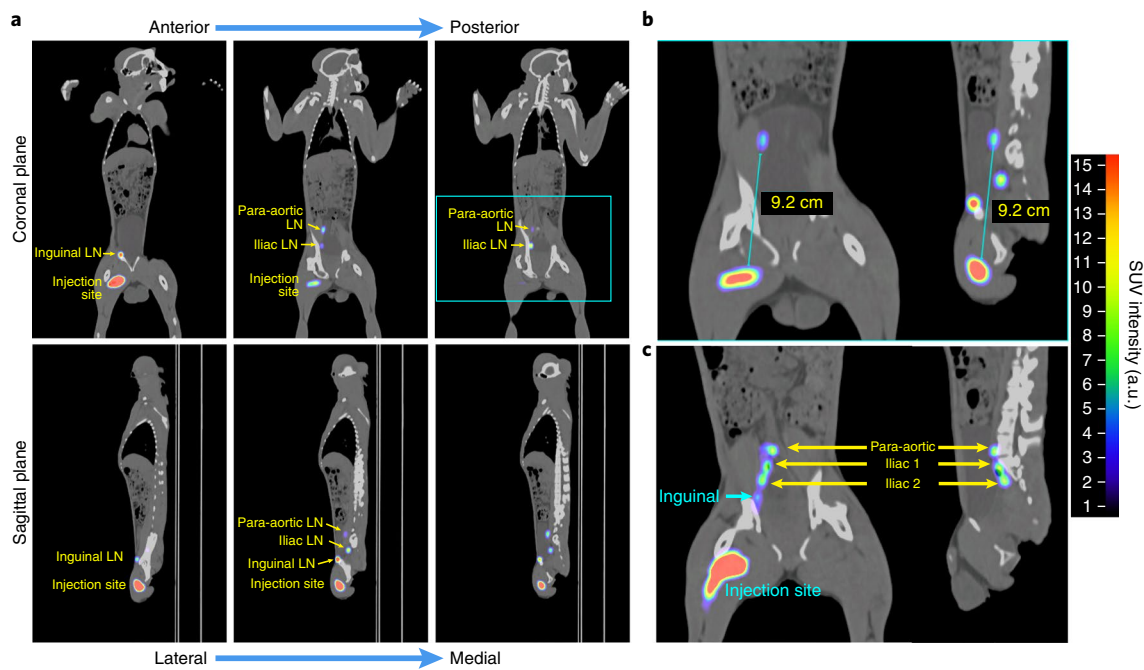 a
Anterior
Posterior
Coronal plane
Para-aortic
LN
Iliac LN
Inguinal LN
Injection
site
Injection
site
Para-aortic
LN
Iliac LN
Sagittal plane
Inguinal LN
Injection site
Para-aortic LN
Iliac LN
Inguinal LN
Injection site
Lateral
Medial
b
9.2 cm
9.2 cm
c
Para-aortic
Iliac 1
Iliac 2
Inguinal
Injection site
15
14
13
12
11
10
9
8
7
6
5
4
3
2
1
SUV intensity (a.u.)